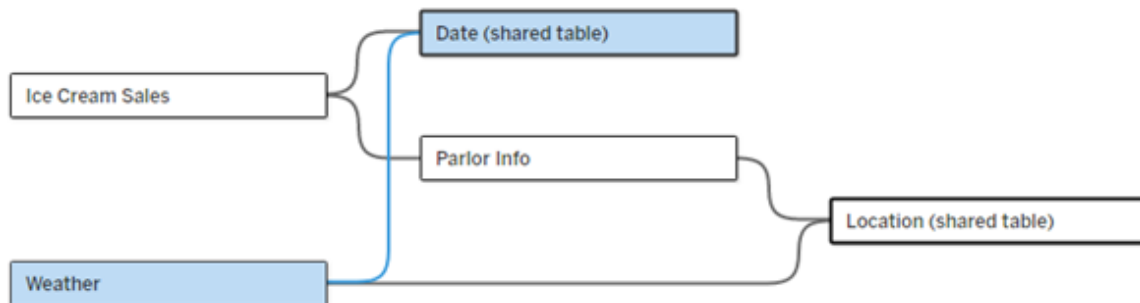 Date (shared table)
Ice Cream Sales
Parlor Info
Location (shared table)
Weather